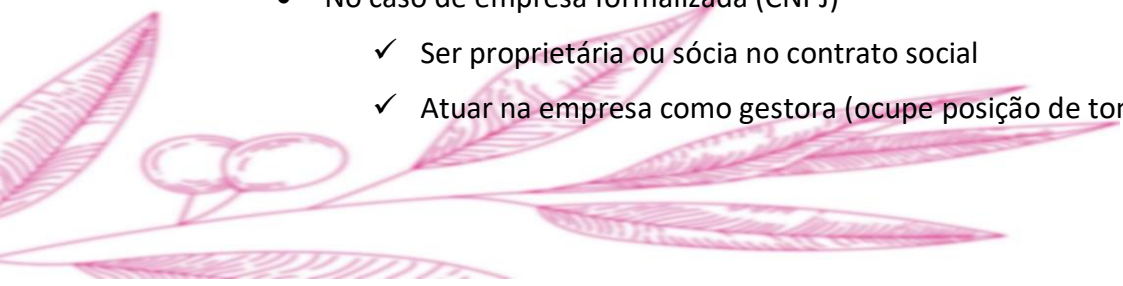 • No caso de empresa formalizada (CNPJ)
✓ Ser proprietária ou sócia no contrato social
✓ Atuar na empresa como gestora (ocupe posição de